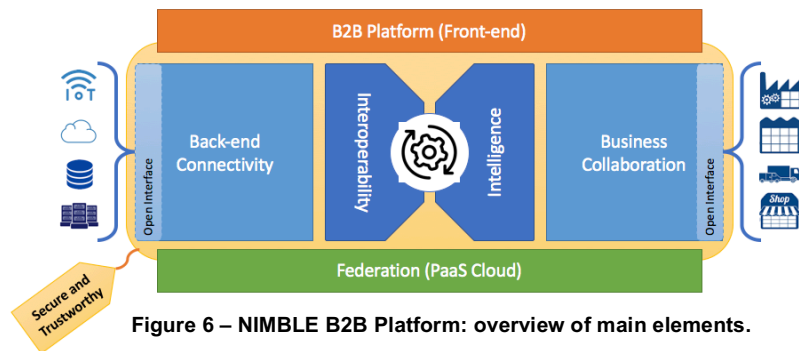 B2B Platform (Front-end)
IoT
Open Interface
Back-end
Connectivity
Interoperability
Intelligence
Business
Collaboration
Open Interface
Shop
Federation (PaaS Cloud)
Secure and
Trustworthy
Figure 6 – NIMBLE B2B Platform: overview of main elements.